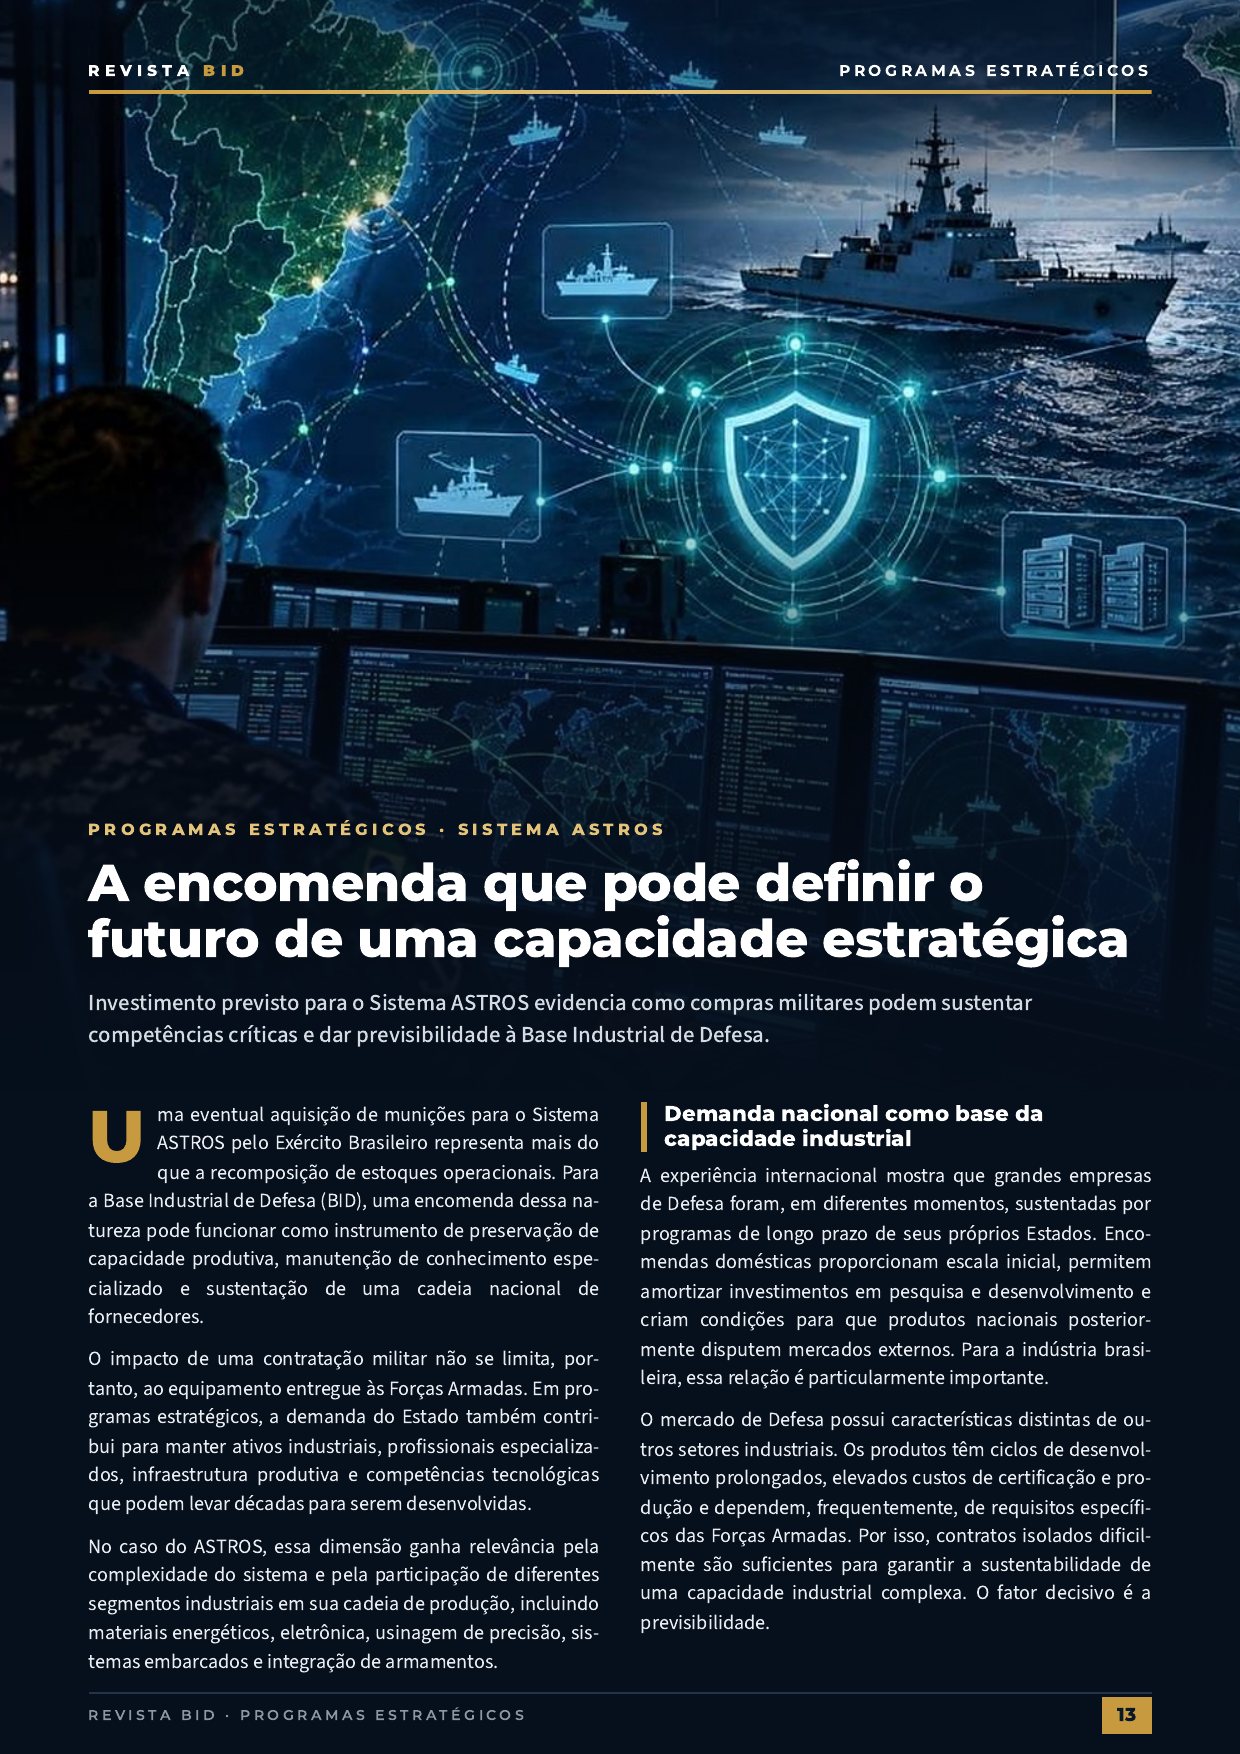 REVISTA BID
PROGRAMAS ESTRATÉGICOS
PROGRAMAS ESTRATÉGICOS · SISTEMA ASTROS
A encomenda que pode definir o
futuro de uma capacidade estratégica
Investimento previsto para o Sistema ASTROS evidencia como compras militares podem sustentar
competências críticas e dar previsibilidade à Base Industrial de Defesa.
Uma eventual aquisição de munições para o Sistema
ASTROS pelo Exército Brasileiro representa mais do
que a recomposição de estoques operacionais. Para
a Base Industrial de Defesa (BID), uma encomenda dessa na-
tureza pode funcionar como instrumento de preservação de
capacidade produtiva, manutenção de conhecimento espe-
cializado e sustentação de uma cadeia nacional de
fornecedores.
O impacto de uma contratação militar não se limita, por-
tanto, ao equipamento entregue às Forças Armadas. Em pro-
gramas estratégicos, a demanda do Estado também contri-
bui para manter ativos industriais, profissionais especializa-
dos, infraestrutura produtiva e competências tecnológicas
que podem levar décadas para serem desenvolvidas.
No caso do ASTROS, essa dimensão ganha relevância pela
complexidade do sistema e pela participação de diferentes
segmentos industriais em sua cadeia de produção, incluindo
materiais energéticos, eletrônica, usinagem de precisão, sis-
temas embarcados e integração de armamentos.
Demanda nacional como base da
capacidade industrial
A experiência internacional mostra que grandes empresas
de Defesa foram, em diferentes momentos, sustentadas por
programas de longo prazo de seus próprios Estados. Enco-
mendas domésticas proporcionam escala inicial, permitem
amortizar investimentos em pesquisa e desenvolvimento e
criam condições para que produtos nacionais posterior-
mente disputem mercados externos. Para a indústria brasi-
leira, essa relação é particularmente importante.
O mercado de Defesa possui características distintas de ou-
tros setores industriais. Os produtos têm ciclos de desenvol-
vimento prolongados, elevados custos de certificação e pro-
dução e dependem, frequentemente, de requisitos específi-
cos das Forças Armadas. Por isso, contratos isolados dificil-
mente são suficientes para garantir a sustentabilidade de
uma capacidade industrial complexa. O fator decisivo é a
previsibilidade.
REVISTA BID · PROGRAMAS ESTRATÉGICOS
13